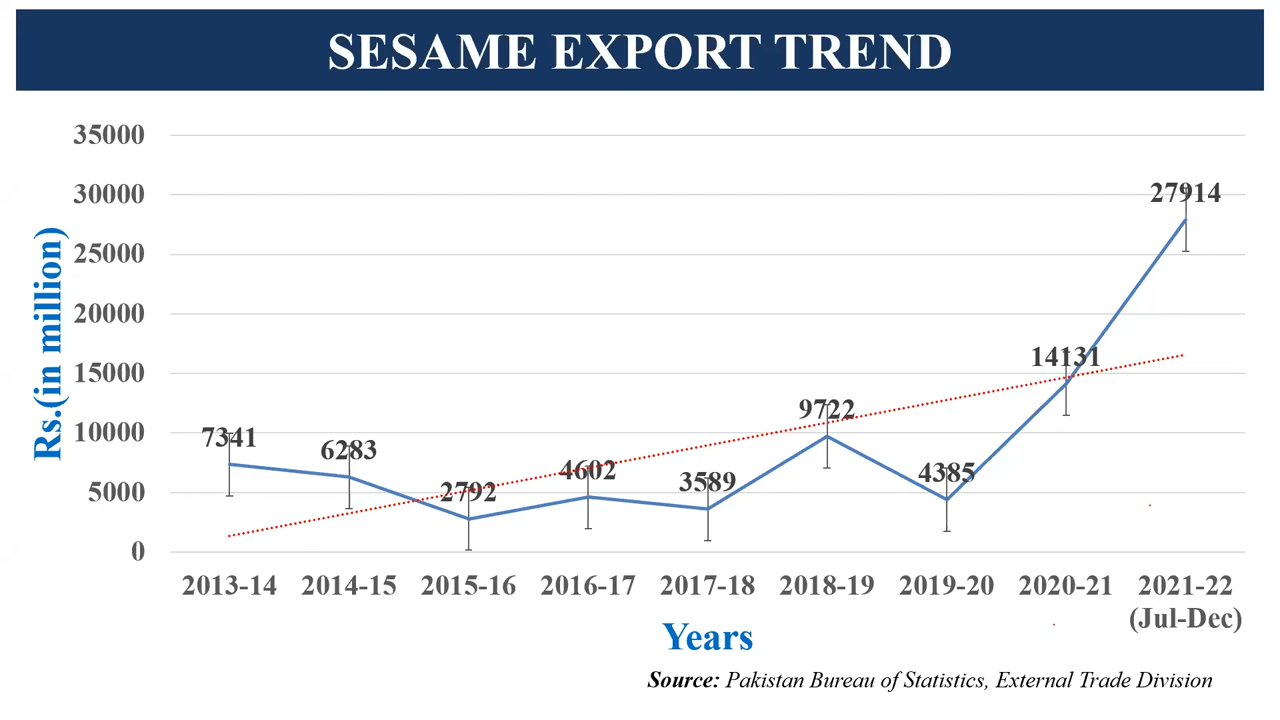 SESAME EXPORT TREND
35000
30000
25000
20000
15000
10000
5000
0
Rs.(in million)
7341
6283
2792
4602
3589
9722
4385
14131
27914
2013-14 2014-15 2015-16 2016-17 2017-18 2018-19 2019-20 2020-21 2021-22
(Jul-Dec)
Years
Source: Pakistan Bureau of Statistics, External Trade Division